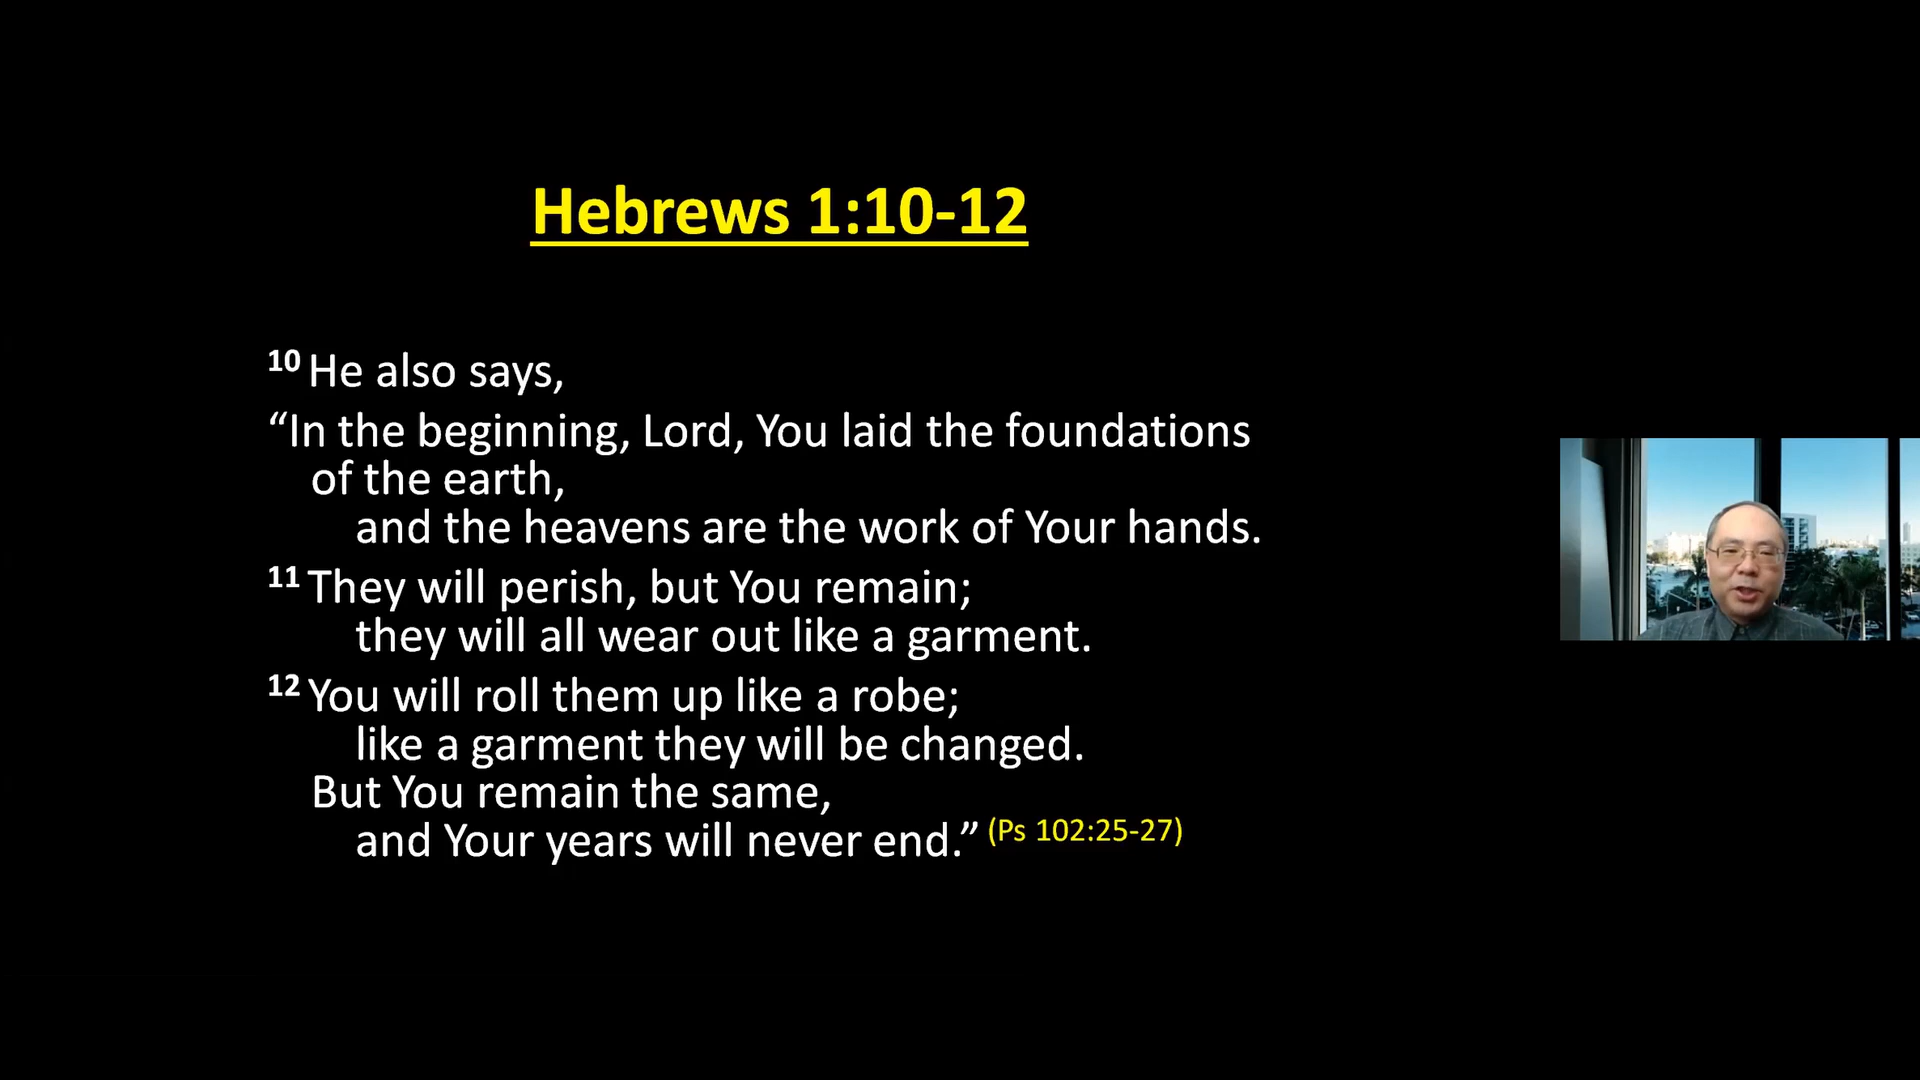 Hebrews 1:10-12
10 He also says,
“In the beginning, Lord, You laid the foundations
of the earth,
and the heavens are the work of Your hands.
11 They will perish, but You remain;
they will all wear out like a garment.
12 You will roll them up like a robe;
like a garment they will be changed.
But You remain the same,
and Your years will never end.” (Ps 102:25-27)